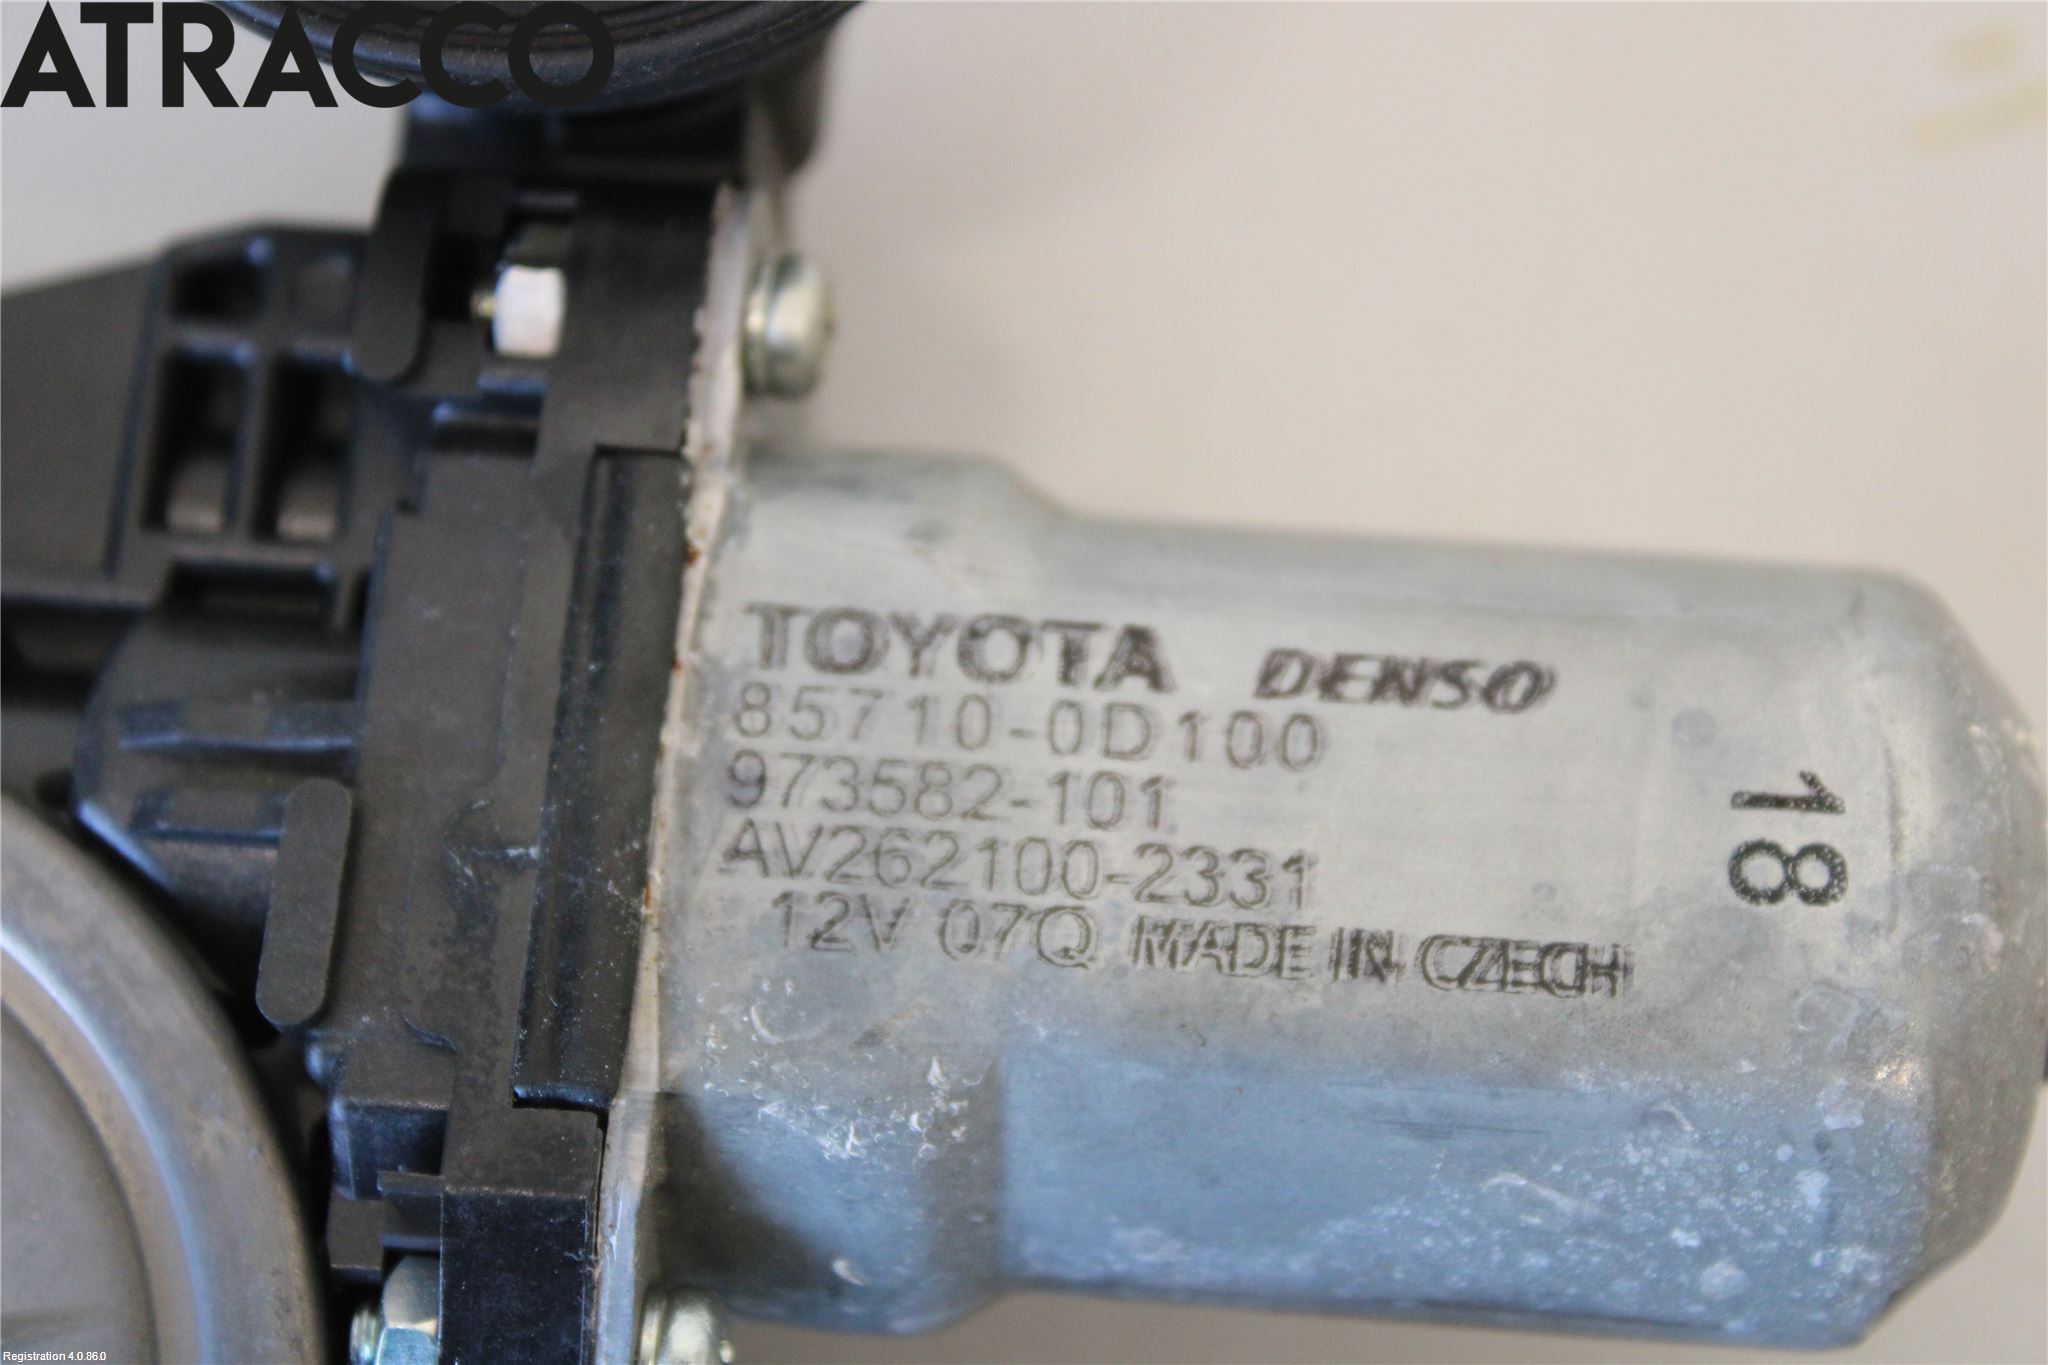 ATRACCO
TOYOTA DENSO
85710-0D100
973582-101
AV262100-2331
12V 07Q MADE IN CZECH
18
Registration 4.0.86.0